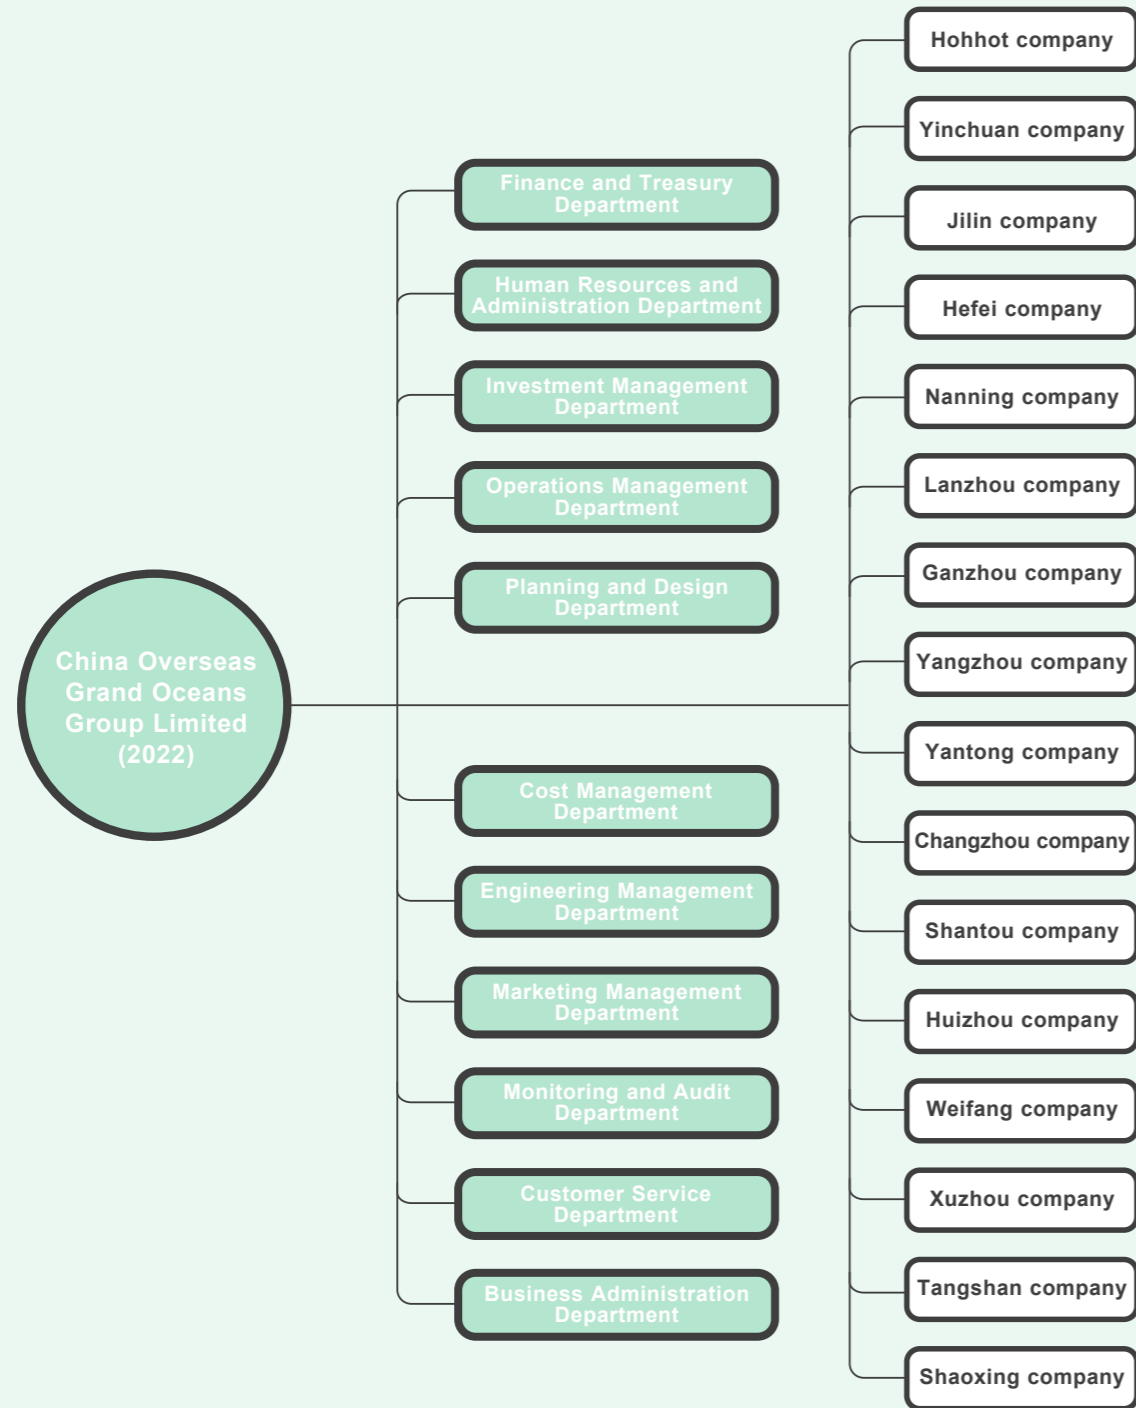 China Overseas
Grand Oceans
Group Limited
(2022)
Finance and Treasury
Department
Human Resources and
Administration Department
Investment Management
Department
Operations Management
Department
Planning and Design
Department
Cost Management
Department
Engineering Management
Department
Marketing Management
Department
Monitoring and Audit
Department
Customer Service
Department
Business Administration
Department
Hohhot company
Yinchuan company
Jilin company
Hefei company
Nanning company
Lanzhou company
Ganzhou company
Yangzhou company
Yantong company
Changzhou company
Shantou company
Huizhou company
Weifang company
Xuzhou company
Tangshan company
Shaoxing company